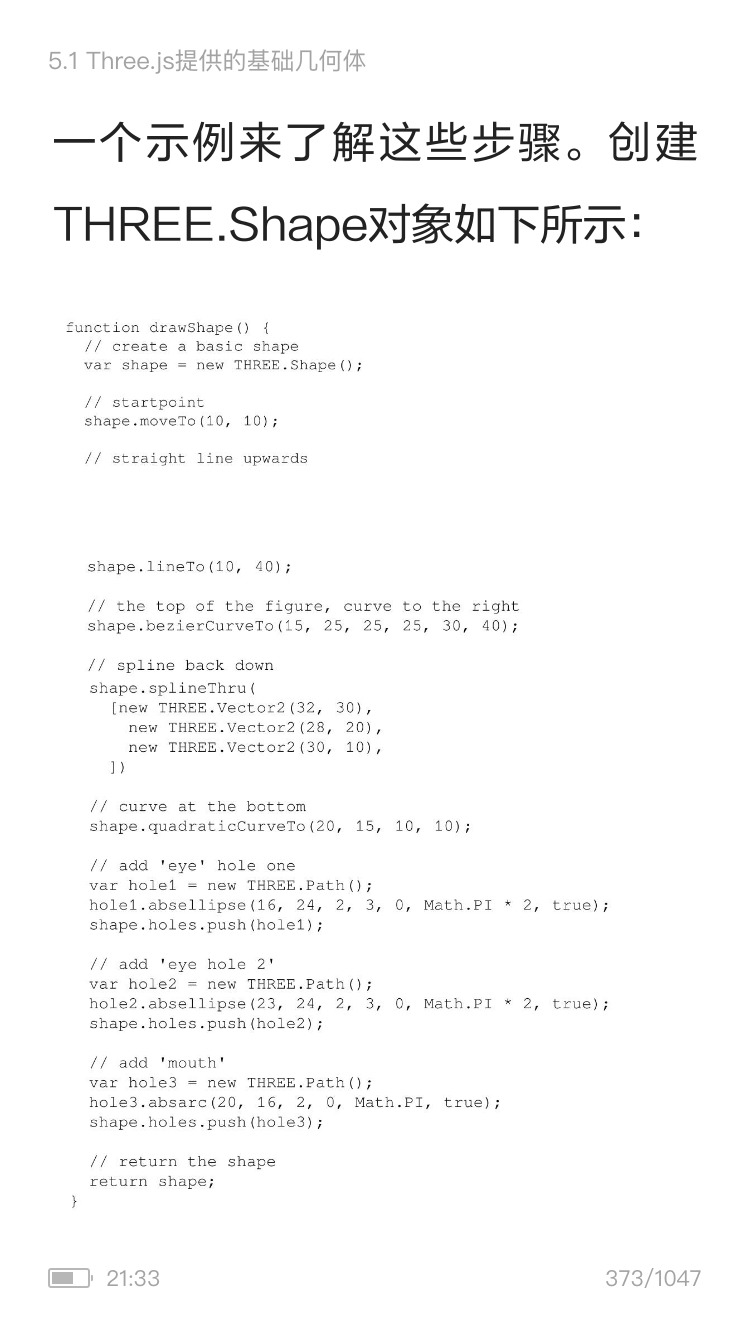 5.1 Three.js提供的基础几何体
一个示例来了解这些步骤。创建
THREE.Shape对象如下所示：
function drawShape() {
  // create a basic shape
  var shape = new THREE.Shape();

  // startpoint
  shape.moveTo(10, 10);

  // straight line upwards

  shape.lineTo(10, 40);

  // the top of the figure, curve to the right
  shape.bezierCurveTo(15, 25, 25, 25, 30, 40);

  // spline back down
  shape.splineThru(
    [new THREE.Vector2(32, 30),
      new THREE.Vector2(28, 20),
      new THREE.Vector2(30, 10),
    ])

  // curve at the bottom
  shape.quadraticCurveTo(20, 15, 10, 10);

  // add 'eye' hole one
  var hole1 = new THREE.Path();
  hole1.absellipse(16, 24, 2, 3, 0, Math.PI * 2, true);
  shape.holes.push(hole1);

  // add 'eye hole 2'
  var hole2 = new THREE.Path();
  hole2.absellipse(23, 24, 2, 3, 0, Math.PI * 2, true);
  shape.holes.push(hole2);

  // add 'mouth'
  var hole3 = new THREE.Path();
  hole3.absarc(20, 16, 2, 0, Math.PI, true);
  shape.holes.push(hole3);

  // return the shape
  return shape;
}
21:33
373/1047